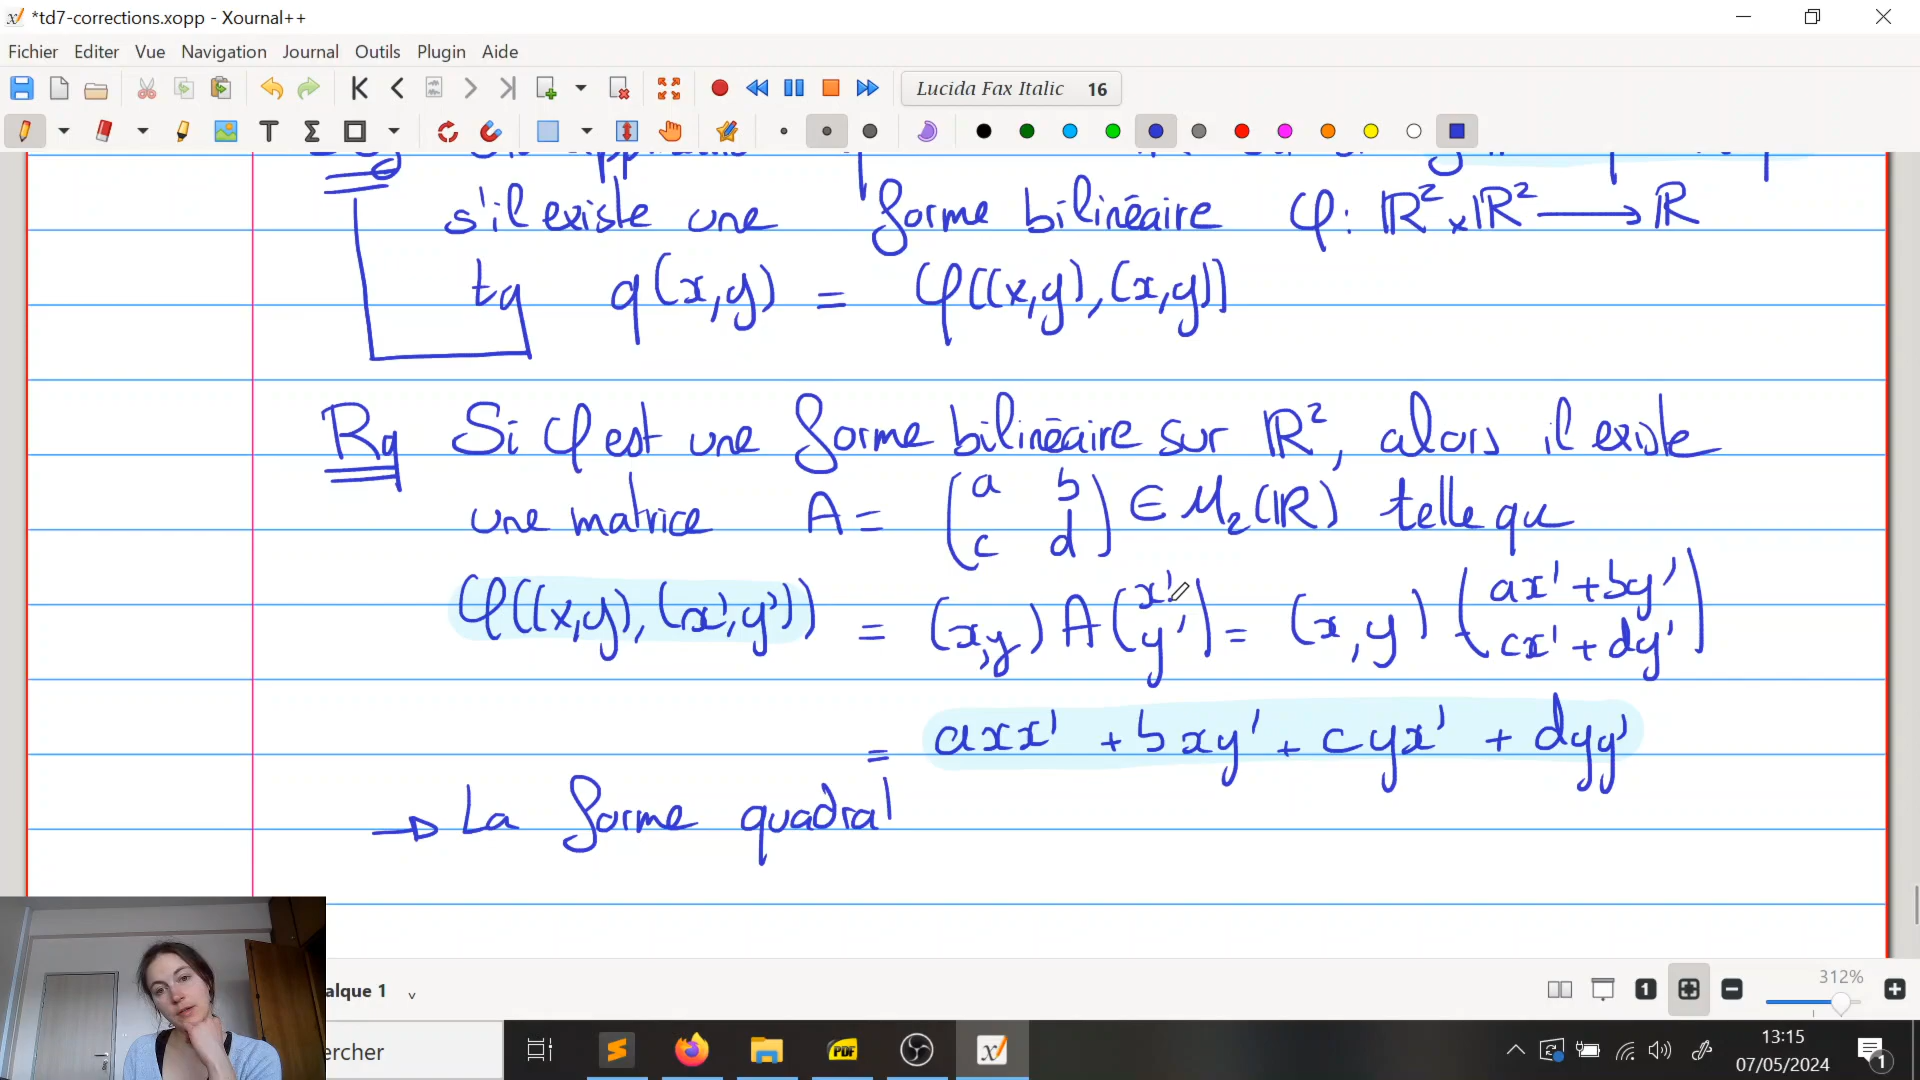 *td7-corrections.xopp - Xournal++
Fichier Editer Vue Navigation Journal Outils Plugin Aide
Lucida Fax Italic 16
s'il existe une forme bilinéaire φ: ℝ²×ℝ² → ℝ
tq q(x,y) = φ((x,y),(x,y))
Rq Si φ est une forme bilinéaire sur ℝ², alors il existe
une matrice A = (a b / c d) ∈ M₂(ℝ) telle que
φ((x,y),(x',y')) = (x,y) A (x' / y') = (x,y) (ax'+by' / cx'+dy')
= axx' + bxy' + cyx' + dyy'
→ La forme quadrat
alque 1
312%
ercher
13:15
07/05/2024
1